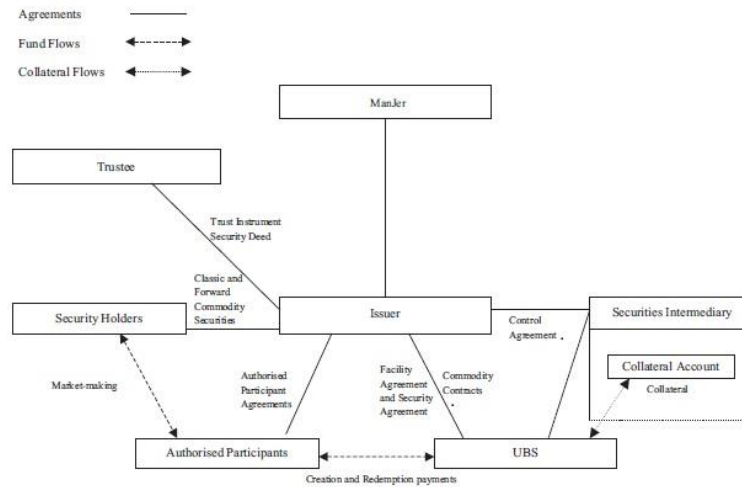 Agreements
Fund Flows
Collateral Flows
ManJer
Trustee
Trust Instrument
Security Deed
Classic and
Forward
Commodity
Securities
Security Holders
Issuer
Securities Intermediary
Control
Agreement
Collateral Account
Collateral
Market-making
Authorised
Participant
Agreements
Facility
Agreement
and Security
Agreement
Commodity
Contracts
Authorised Participants
UBS
Creation and Redemption payments